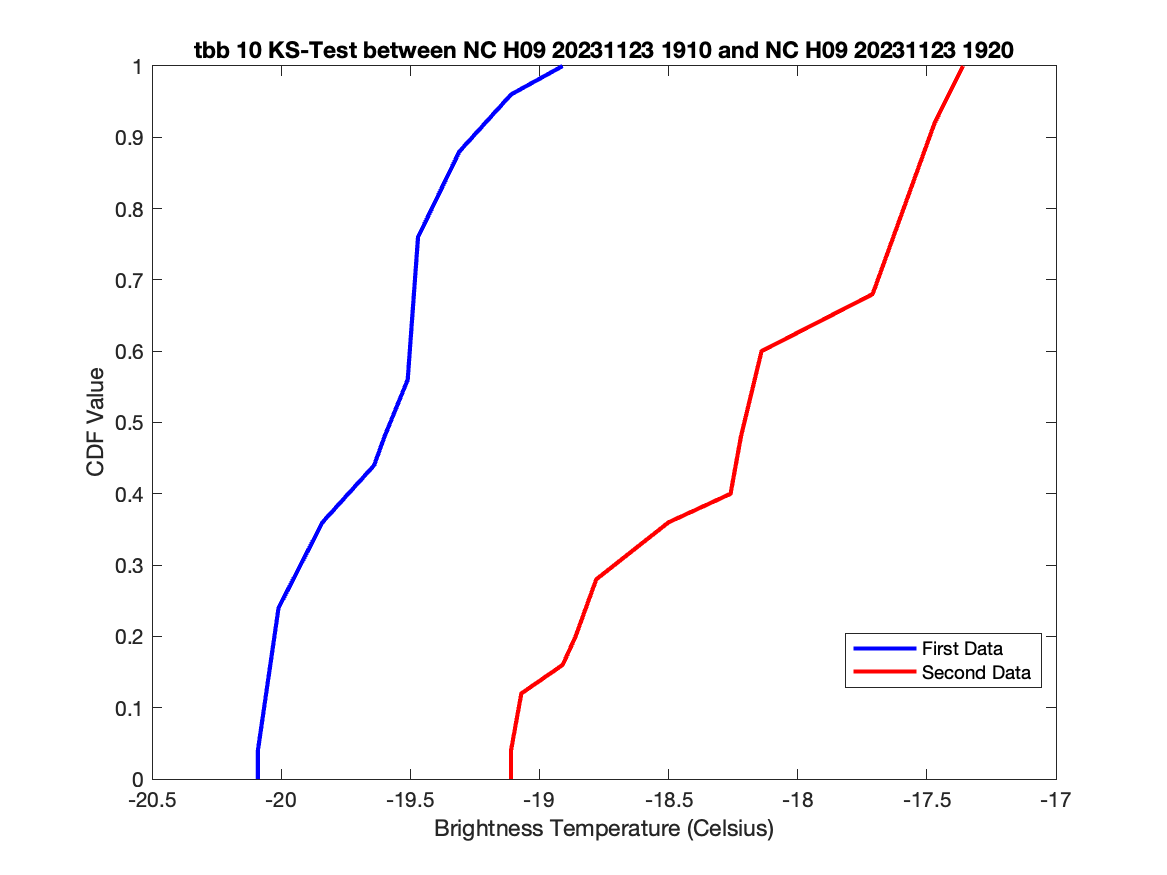 tbb 10 KS-Test between NC H09 20231123 1910 and NC H09 20231123 1920
1
0.9
0.8
0.7
0.6
0.5
0.4
0.3
0.2
0.1
0
CDF Value
First Data
Second Data
-20.5 -20 -19.5 -19 -18.5 -18 -17.5 -17
Brightness Temperature (Celsius)